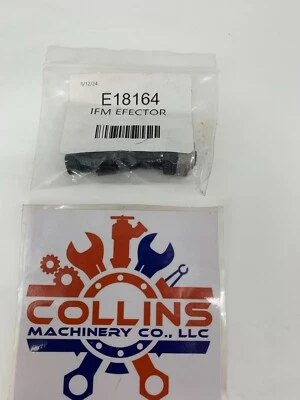 1/12/24
E18164
IFM EFECTOR
COLLINS
MACHINERY CO., LLC